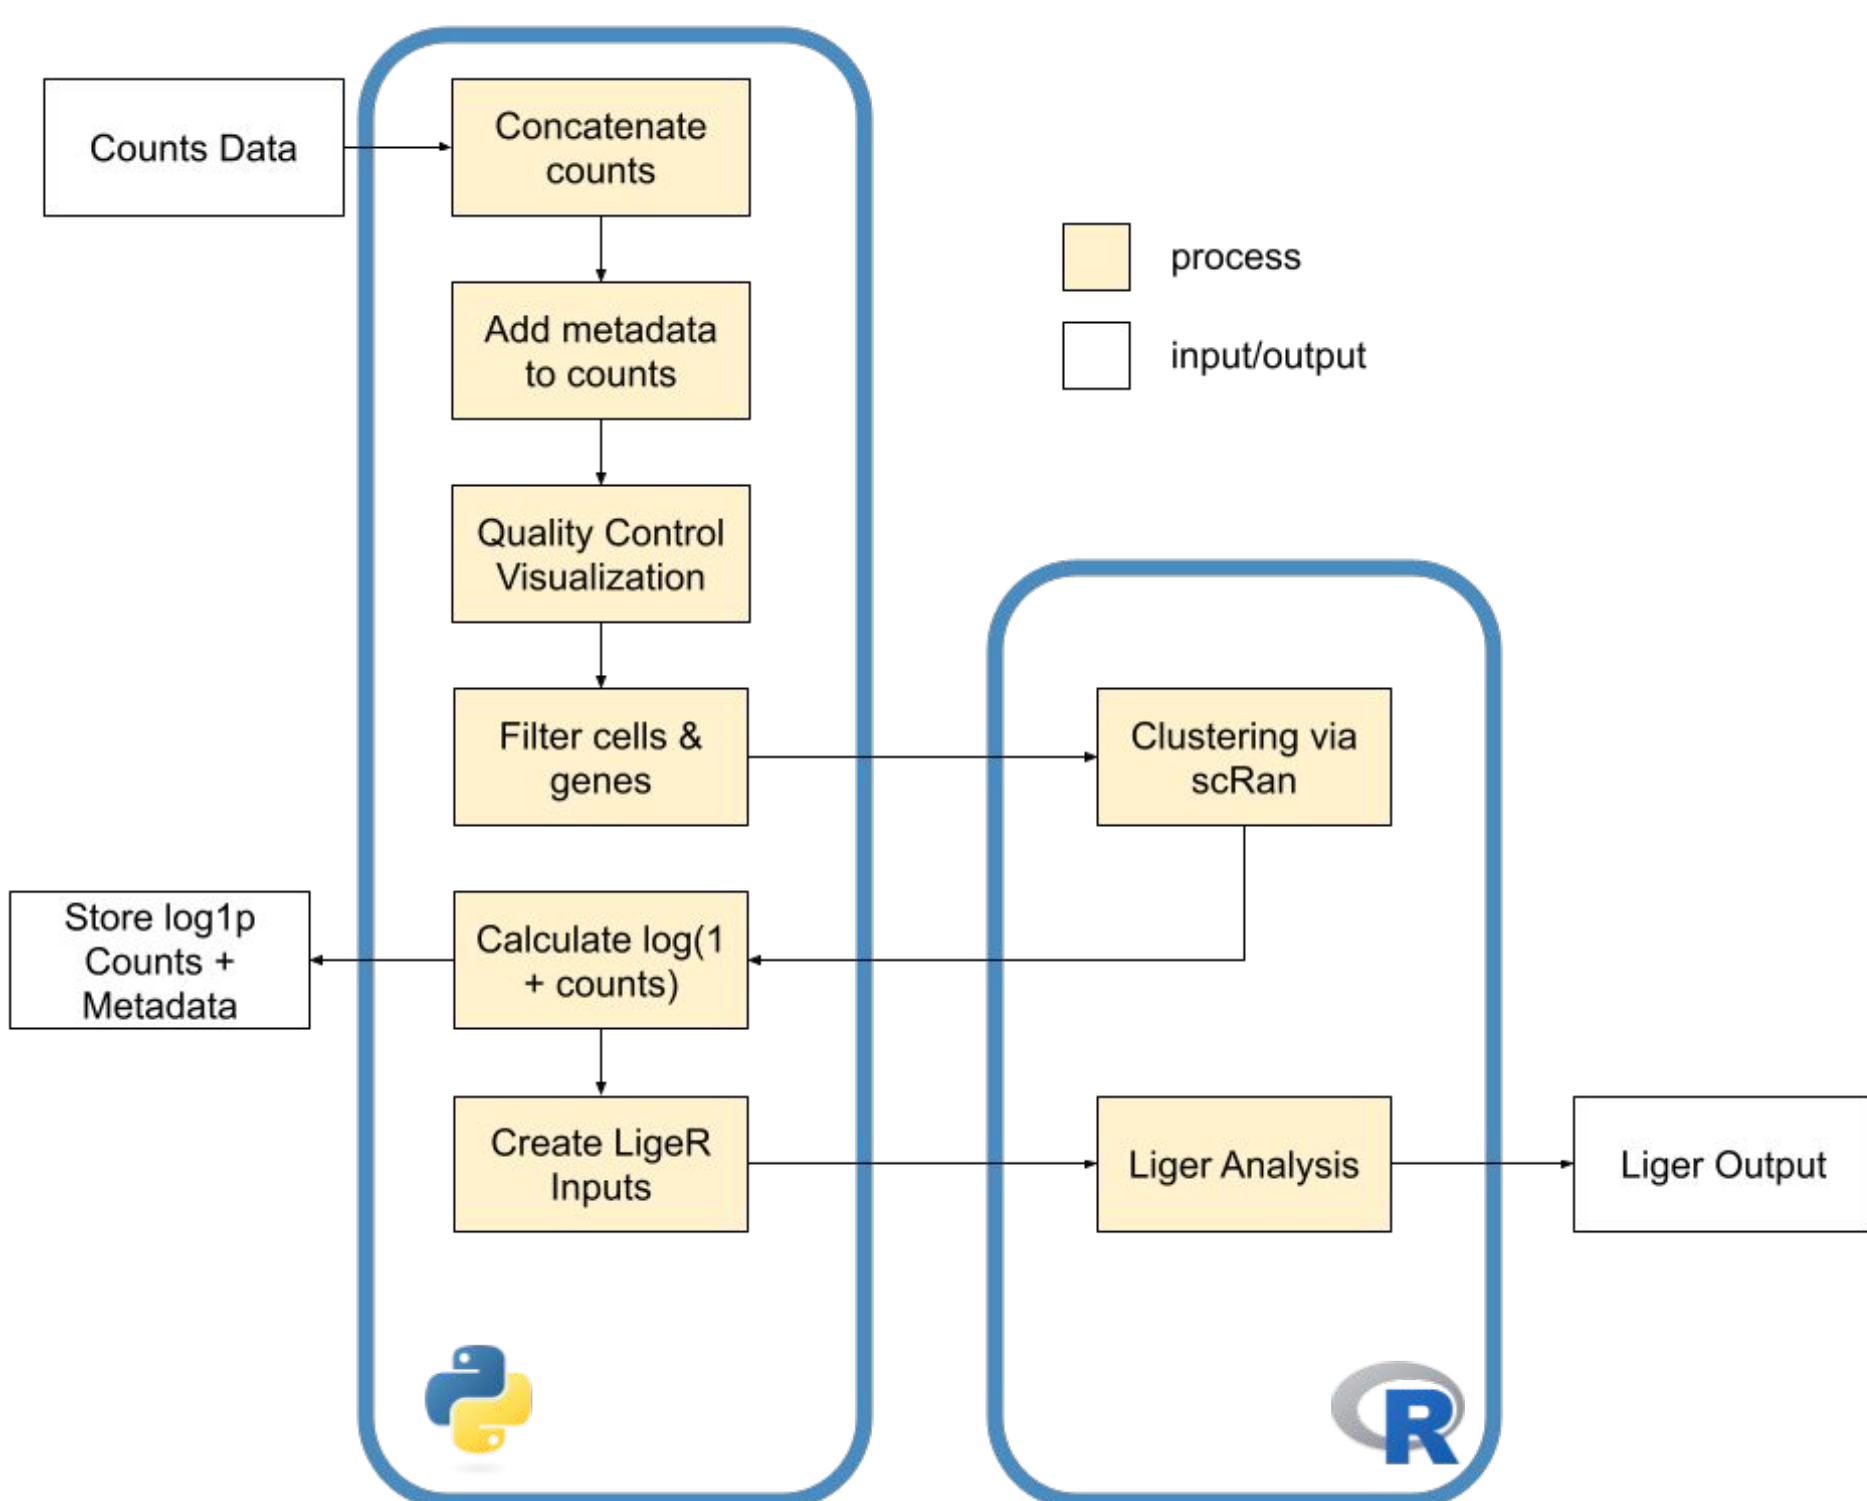 Counts Data
Concatenate
counts
process
input/output
Add metadata
to counts
Quality Control
Visualization
Filter cells &
genes
Clustering via
scRan
Store log1p
Counts +
Metadata
Calculate log(1
+ counts)
Create LigeR
Inputs
Liger Analysis
Liger Output
R